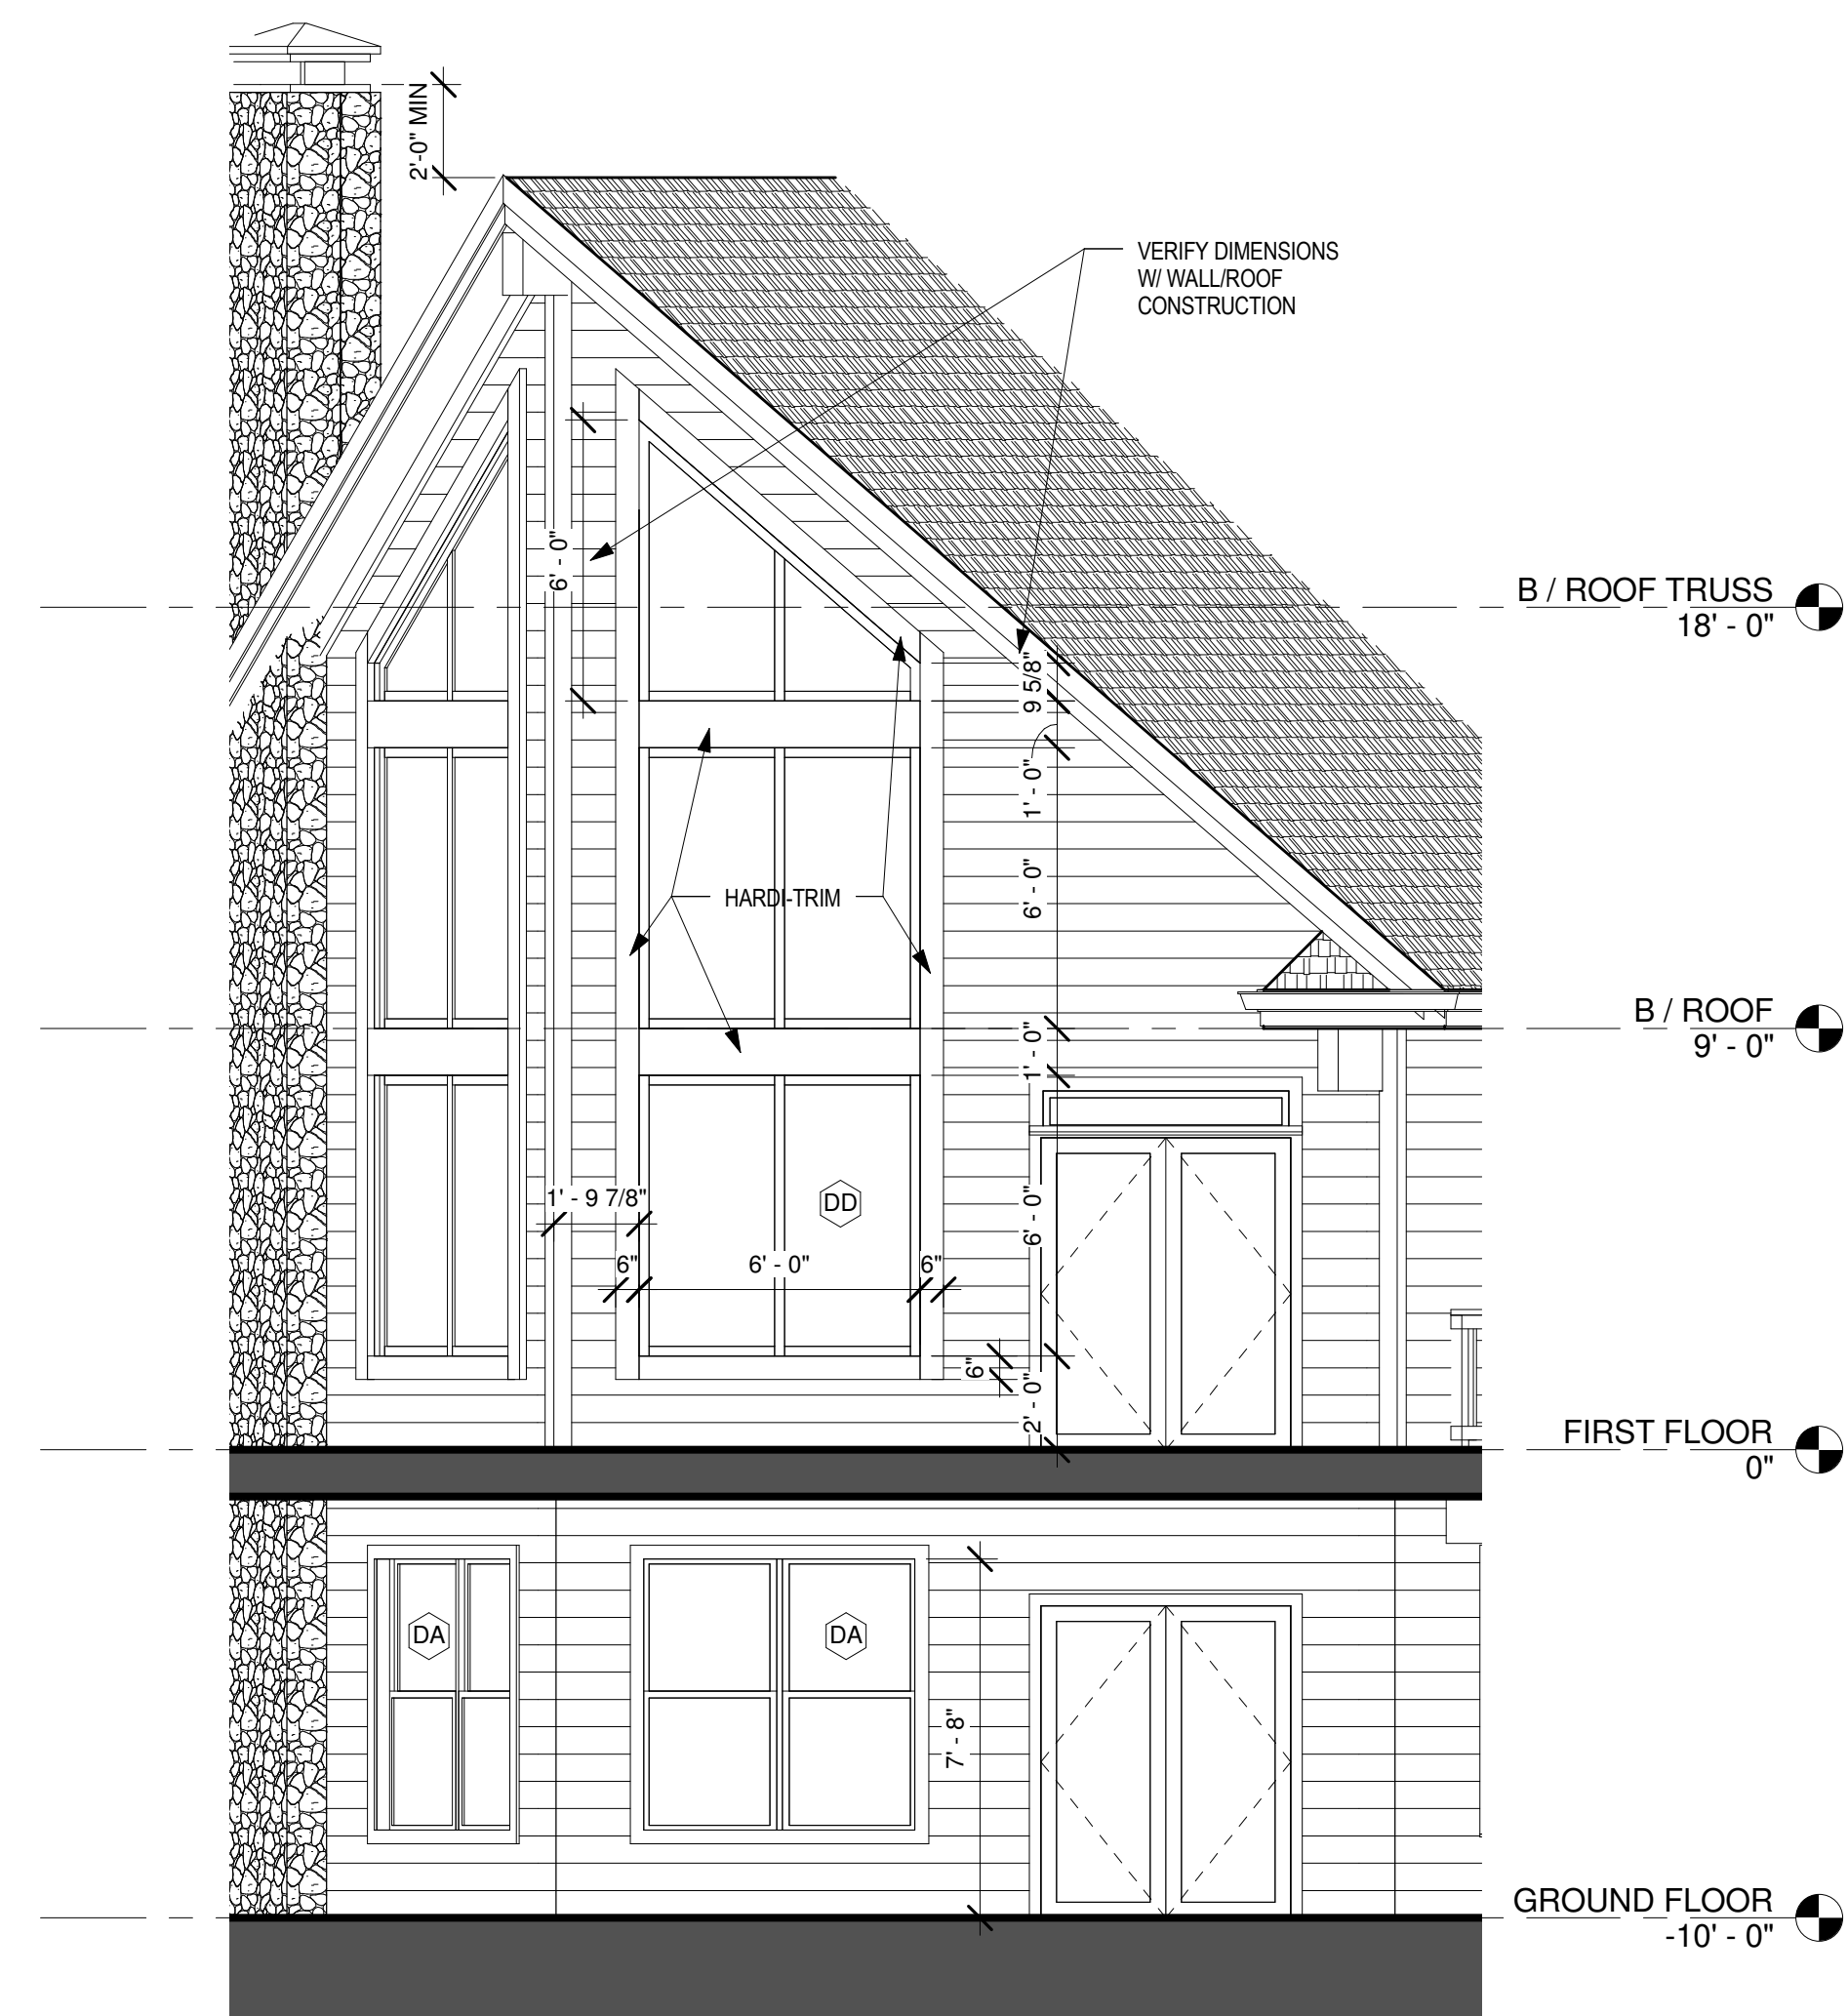 2'-0" MIN
VERIFY DIMENSIONS
W/ WALL/ROOF
CONSTRUCTION
6' - 0"
B / ROOF TRUSS
18' - 0"
9 5/8"
1' - 0"
HARDI-TRIM
6' - 0"
B / ROOF
9' - 0"
1' - 0"
1' - 9 7/8"
DD
6' - 0"
6"
6' - 0"
6"
6"
2' - 0"
FIRST FLOOR
0"
DA
DA
7' - 8"
GROUND FLOOR
-10' - 0"